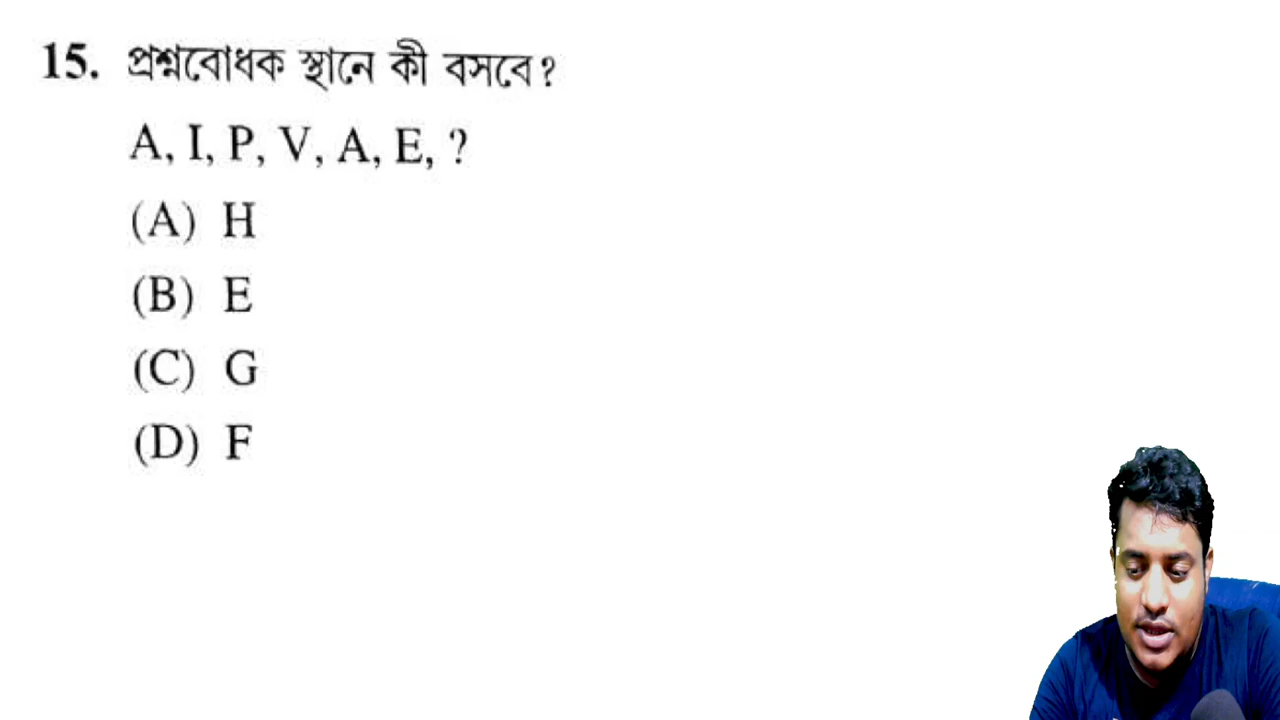 15. প্রশ্নবোধক স্থানে কী বসবে?
A, I, P, V, A, E, ?
(A) H
(B) E
(C) G
(D) F